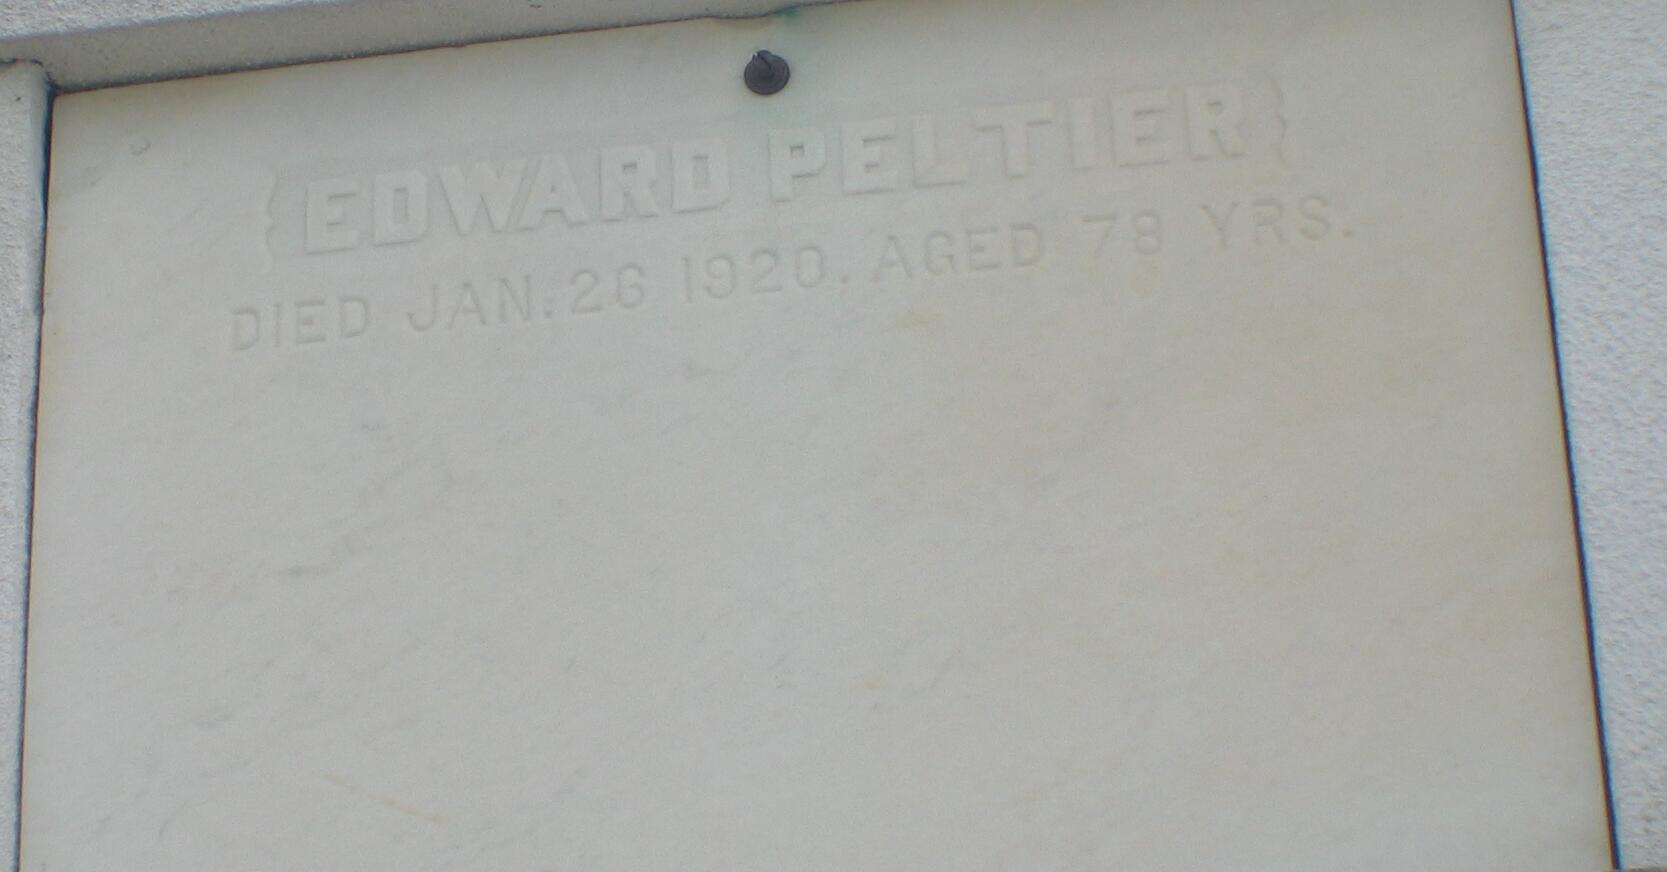 EDWARD PELTIER
DIED JAN. 26 1920. AGED 78 YRS.